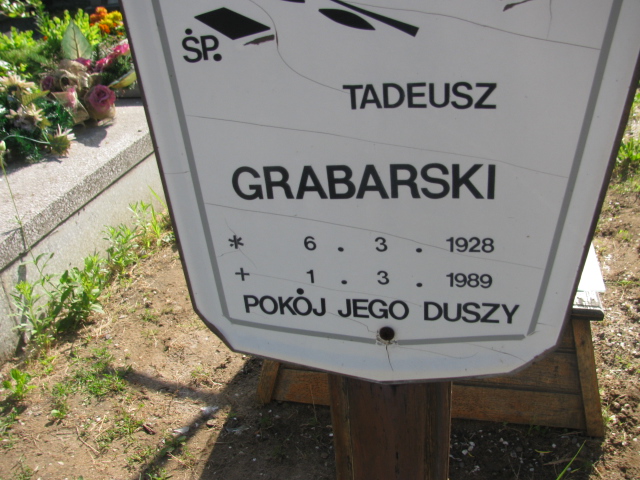 ŚP.
TADEUSZ
GRABARSKI
* 6. 3. 1928
+ 1. 3. 1989
POKÓJ JEGO DUSZY